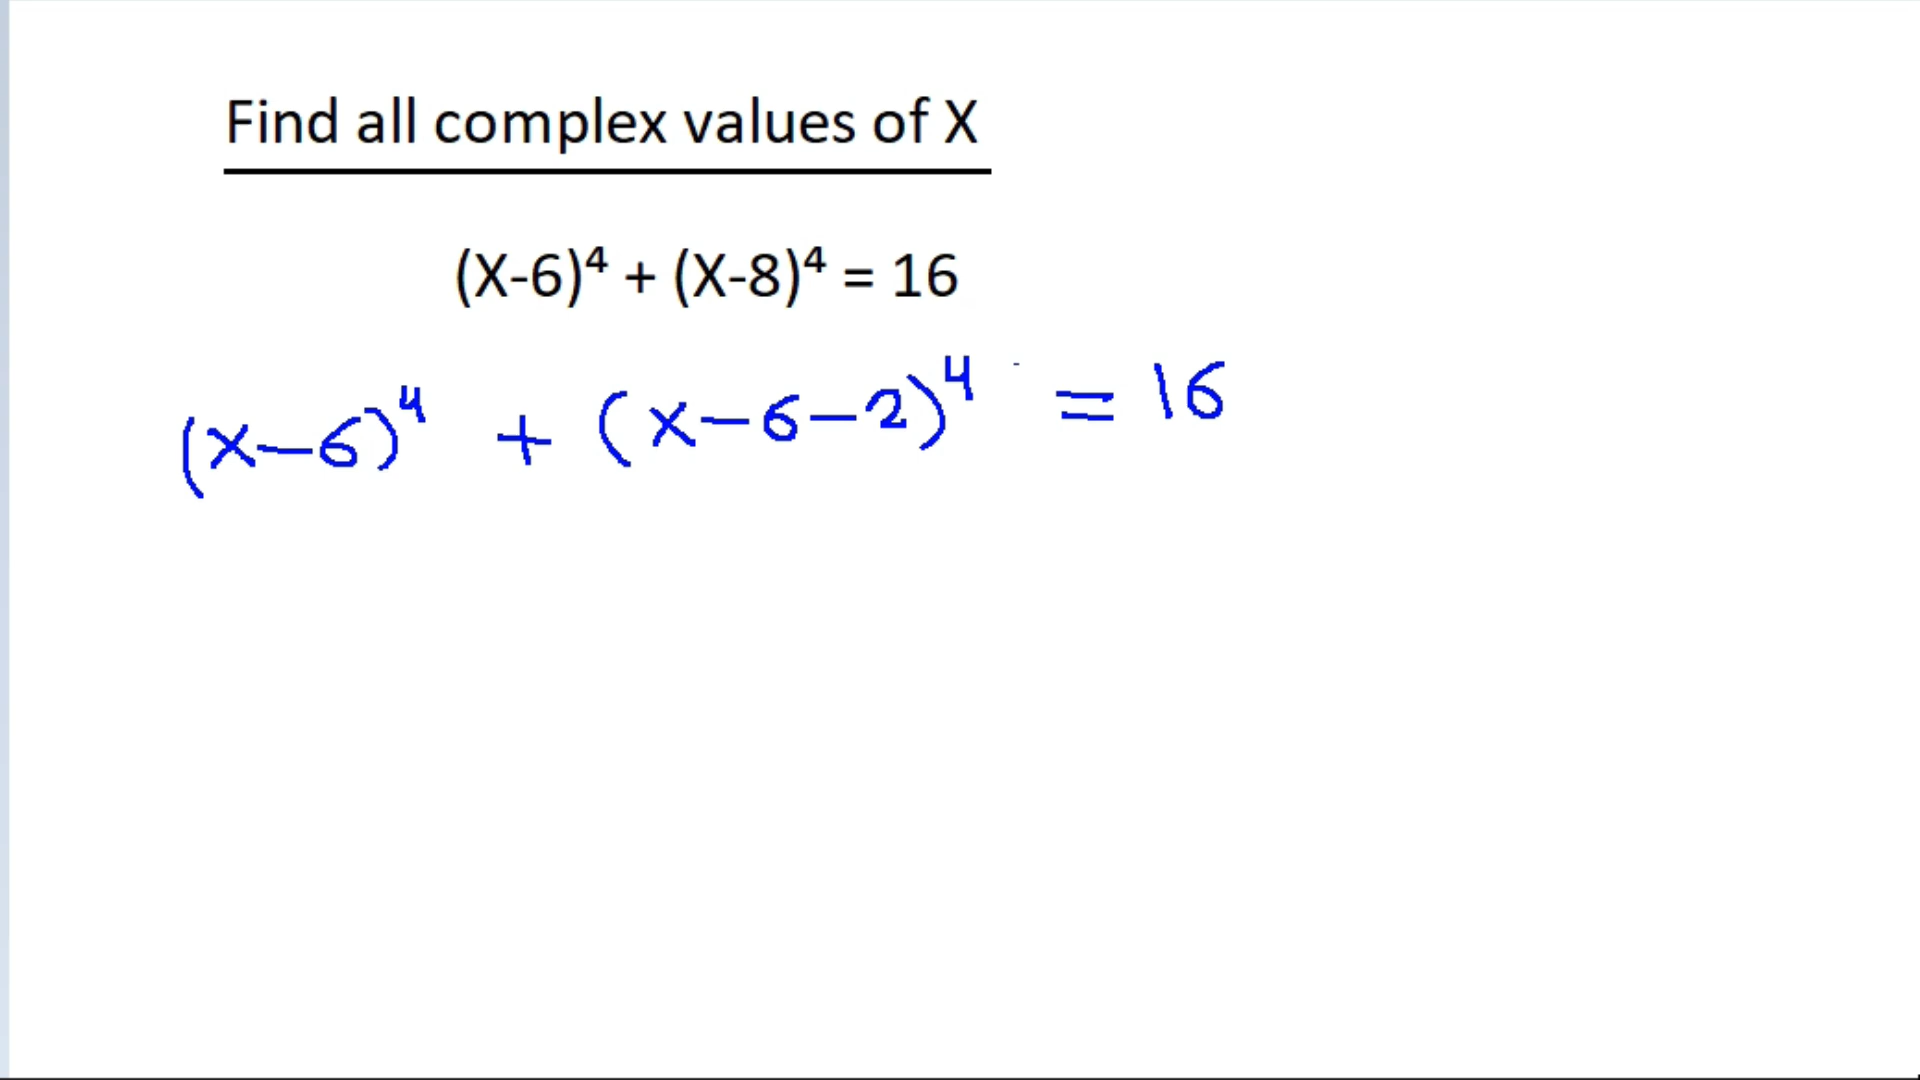 Find all complex values of X
(X-6)⁴ + (X-8)⁴ = 16
(x-6)⁴ + (x-6-2)⁴ = 16